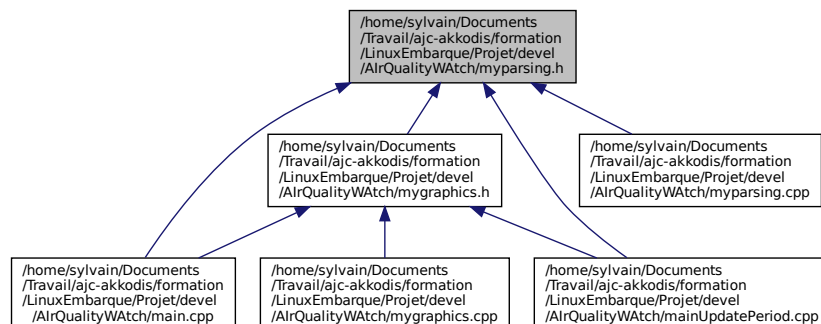 /home/sylvain/Documents
/Travail/ajc-akkodis/formation
/LinuxEmbarque/Projet/devel
/AIrQualityWAtch/myparsing.h
/home/sylvain/Documents
/Travail/ajc-akkodis/formation
/LinuxEmbarque/Projet/devel
/AIrQualityWAtch/mygraphics.h
/home/sylvain/Documents
/Travail/ajc-akkodis/formation
/LinuxEmbarque/Projet/devel
/AIrQualityWAtch/myparsing.cpp
/home/sylvain/Documents
/Travail/ajc-akkodis/formation
/LinuxEmbarque/Projet/devel
/AIrQualityWAtch/main.cpp
/home/sylvain/Documents
/Travail/ajc-akkodis/formation
/LinuxEmbarque/Projet/devel
/AIrQualityWAtch/mygraphics.cpp
/home/sylvain/Documents
/Travail/ajc-akkodis/formation
/LinuxEmbarque/Projet/devel
/AIrQualityWAtch/mainUpdatePeriod.cpp